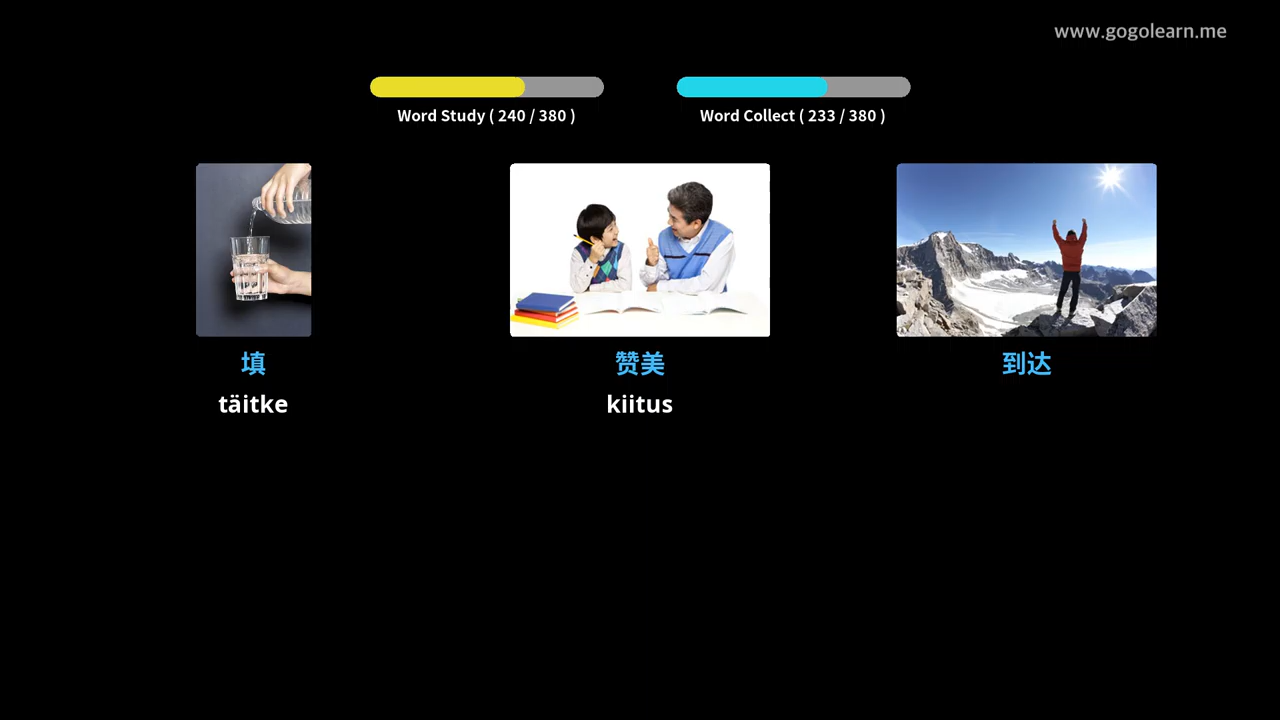 www.gogolearn.me
Word Study ( 240 / 380 )
Word Collect ( 233 / 380 )
填
赞美
到达
täitke
kiitus